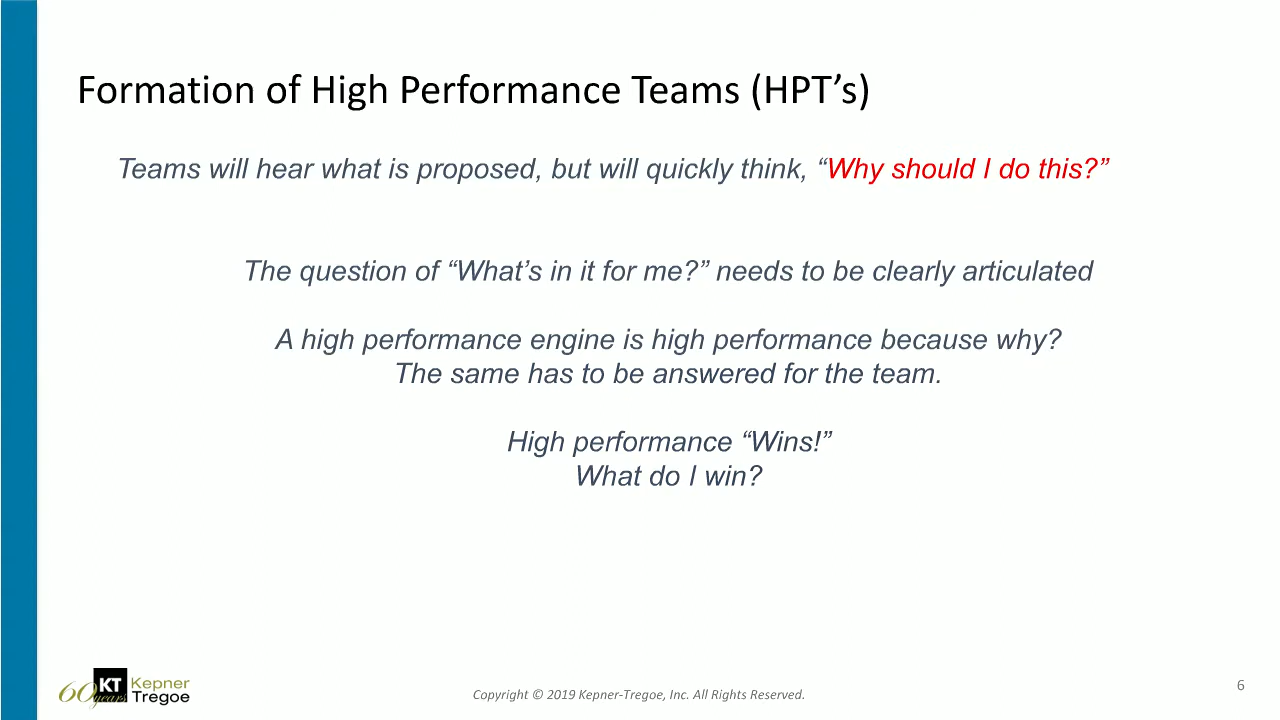 Formation of High Performance Teams (HPT’s)
Teams will hear what is proposed, but will quickly think, “Why should I do this?”
The question of “What’s in it for me?” needs to be clearly articulated
A high performance engine is high performance because why?
The same has to be answered for the team.
High performance “Wins!”
What do I win?
60 years KT Kepner
Tregoe
Copyright © 2019 Kepner-Tregoe, Inc. All Rights Reserved.
6